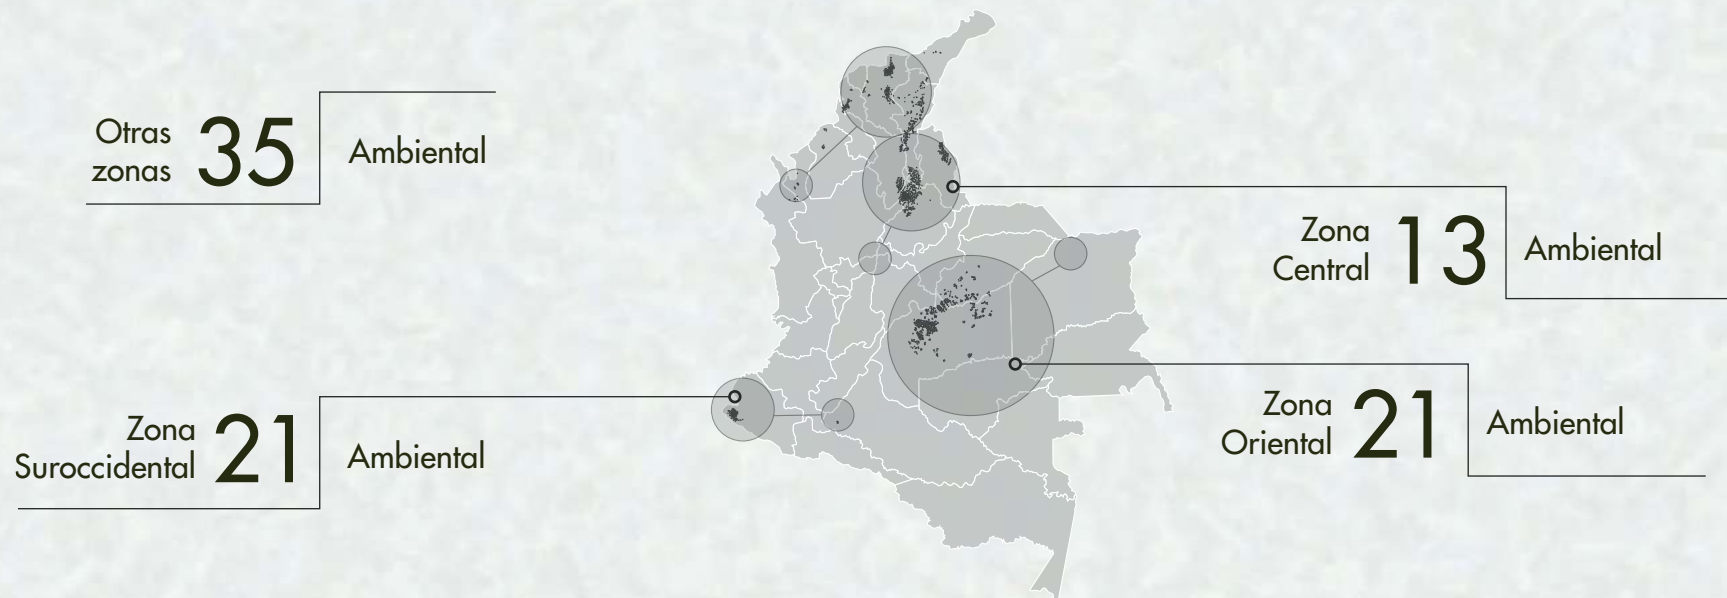 Otras
zonas
35
Ambiental
Zona
Central
13
Ambiental
Zona
Suroccidental
21
Ambiental
Zona
Oriental
21
Ambiental